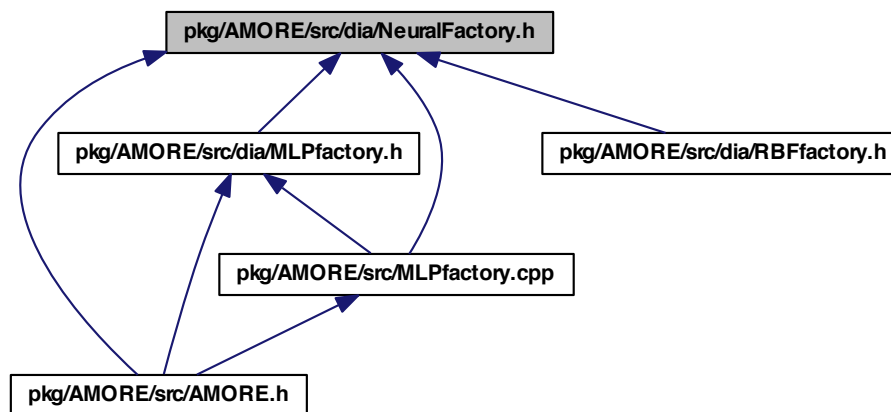 pkg/AMORE/src/dia/NeuralFactory.h
pkg/AMORE/src/dia/MLPfactory.h
pkg/AMORE/src/dia/RBFfactory.h
pkg/AMORE/src/MLPfactory.cpp
pkg/AMORE/src/AMORE.h